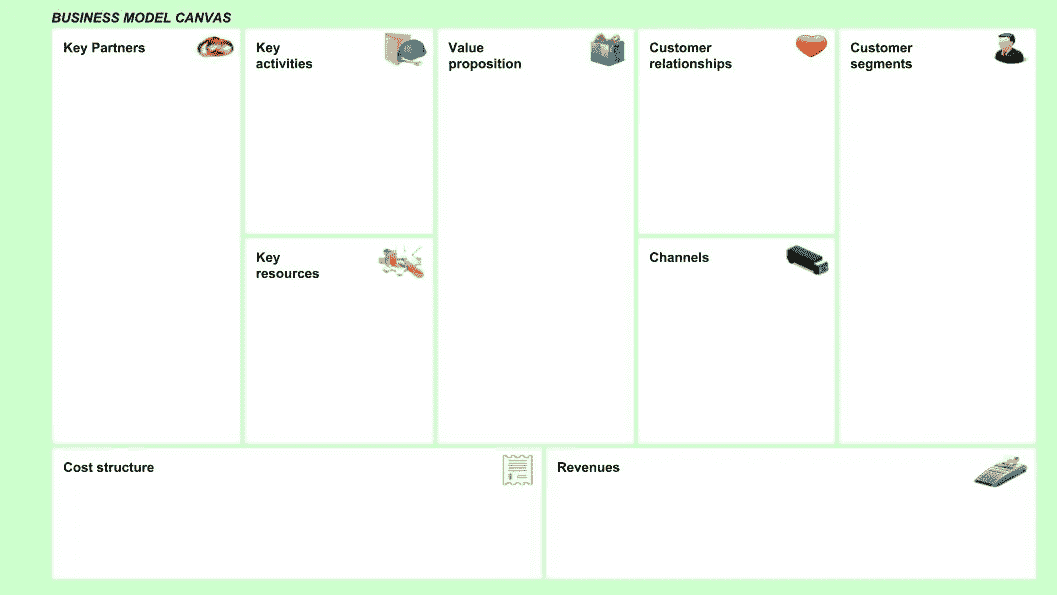 BUSINESS MODEL CANVAS
Key Partners
Key
activities
Value
proposition
Customer
relationships
Customer
segments
Key
resources
Channels
Cost structure
Revenues